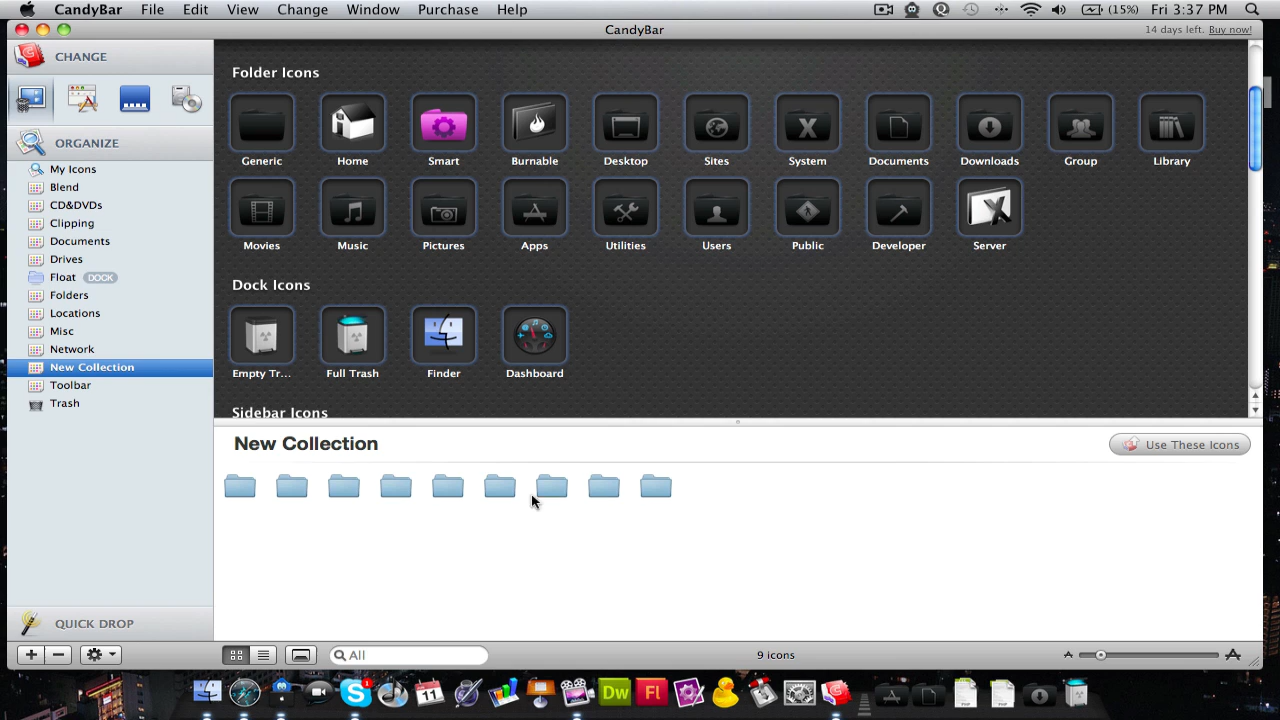 CandyBar File Edit View Change Window Purchase Help (15%) Fri 3:37 PM
CandyBar 14 days left. Buy now!
CHANGE
ORGANIZE
My Icons
Blend
CD&DVDs
Clipping
Documents
Drives
Float DOCK
Folders
Locations
Misc
Network
New Collection
Toolbar
Trash
QUICK DROP
Folder Icons
Generic Home Smart Burnable Desktop Sites System Documents Downloads Group Library
Movies Music Pictures Apps Utilities Users Public Developer Server
Dock Icons
Empty Tr... Full Trash Finder Dashboard
Sidebar Icons
New Collection Use These Icons
All 9 icons
11 Dw Fl